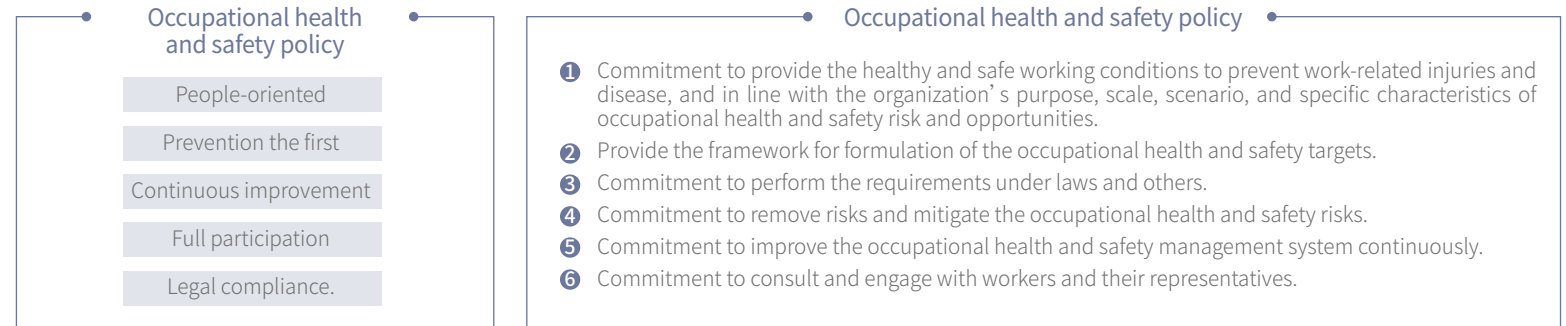 Occupational health
and safety policy
People-oriented
Prevention the first
Continuous improvement
Full participation
Legal compliance.
Occupational health and safety policy
1 Commitment to provide the healthy and safe working conditions to prevent work-related injuries and
disease, and in line with the organization’s purpose, scale, scenario, and specific characteristics of
occupational health and safety risk and opportunities.
2 Provide the framework for formulation of the occupational health and safety targets.
3 Commitment to perform the requirements under laws and others.
4 Commitment to remove risks and mitigate the occupational health and safety risks.
5 Commitment to improve the occupational health and safety management system continuously.
6 Commitment to consult and engage with workers and their representatives.